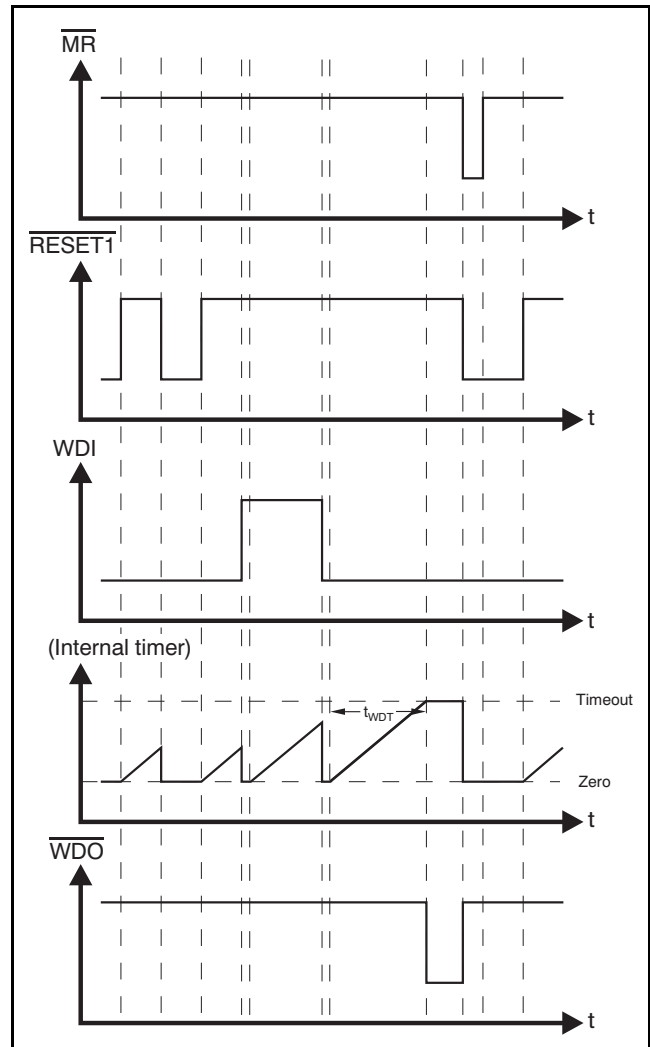 MR
t
RESET1
t
WDI
t
(Internal timer)
Timeout
tWDT
Zero
t
WDO
t